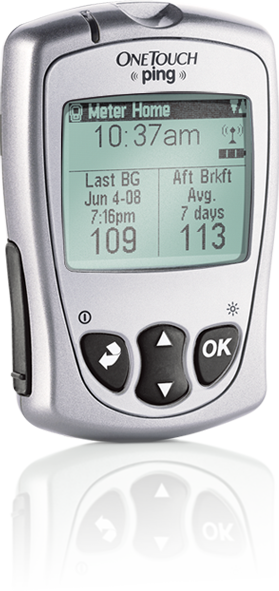 ONETOUCH
ping
Meter Home
10:37am
Last BG
Jun 4-08
7:16pm
109
Aft Brkft
Avg.
7 days
113
OK